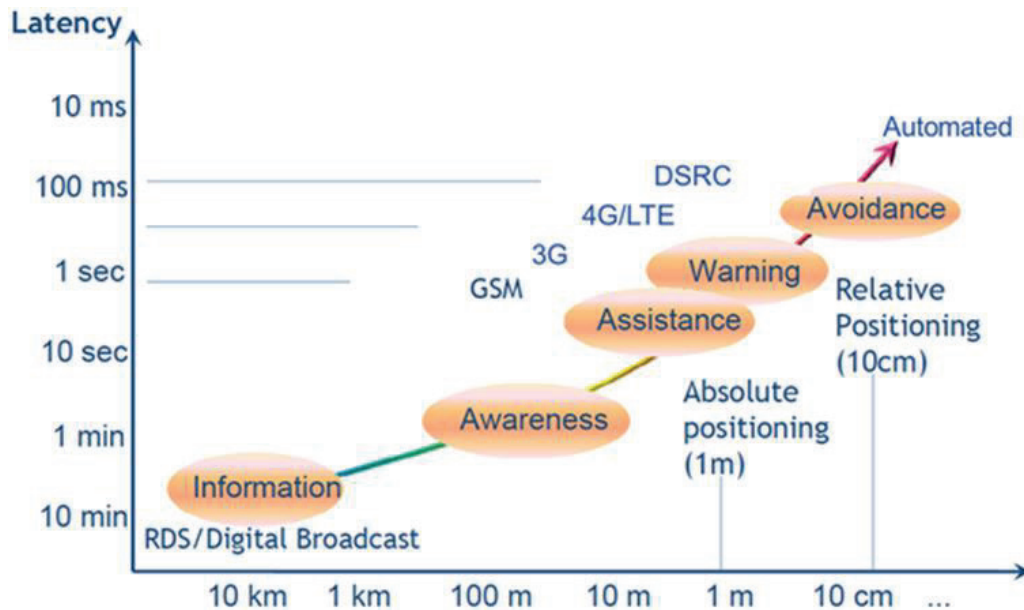 Latency
10 ms
Automated
100 ms
DSRC
Avoidance
4G/LTE
3G
1 sec
Warning
GSM
Relative
Positioning
(10cm)
Assistance
10 sec
Absolute
positioning
(1m)
Awareness
1 min
Information
10 min
RDS/Digital Broadcast
10 km 1 km 100 m 10 m 1 m 10 cm ...